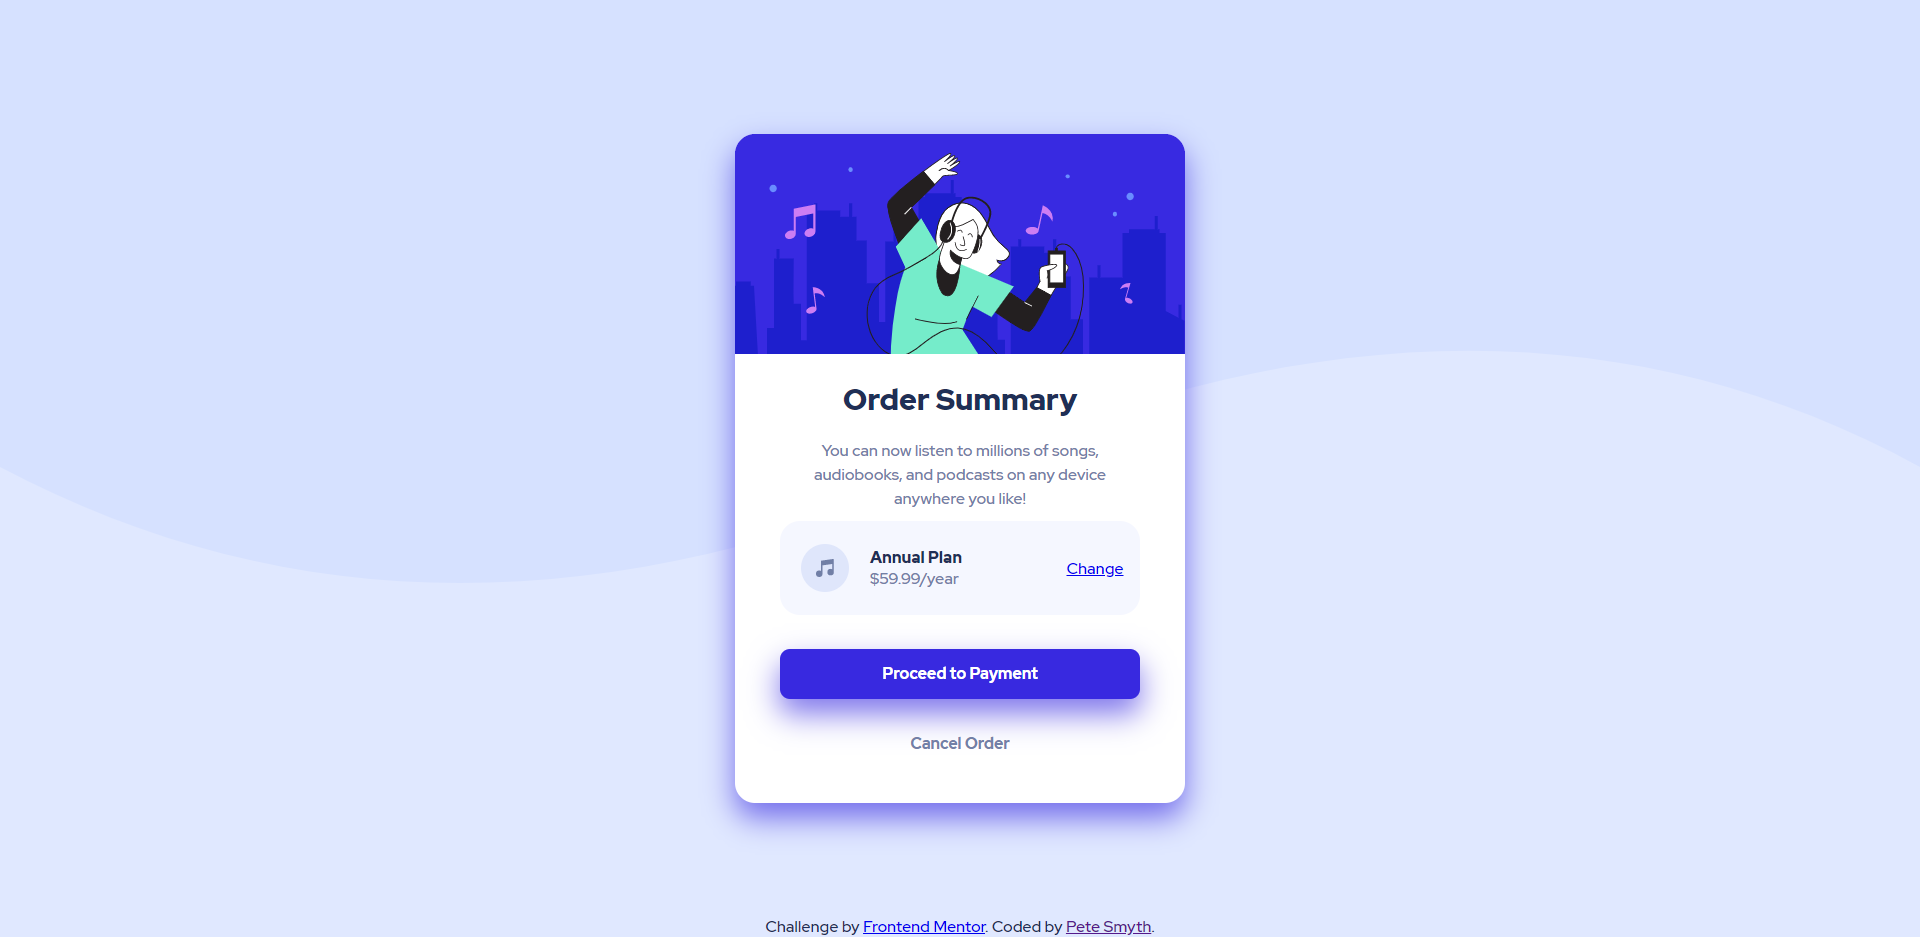 Order Summary
You can now listen to millions of songs,
audiobooks, and podcasts on any device
anywhere you like!
Annual Plan
$59.99/year
Change
Proceed to Payment
Cancel Order
Challenge by Frontend Mentor. Coded by Pete Smyth.